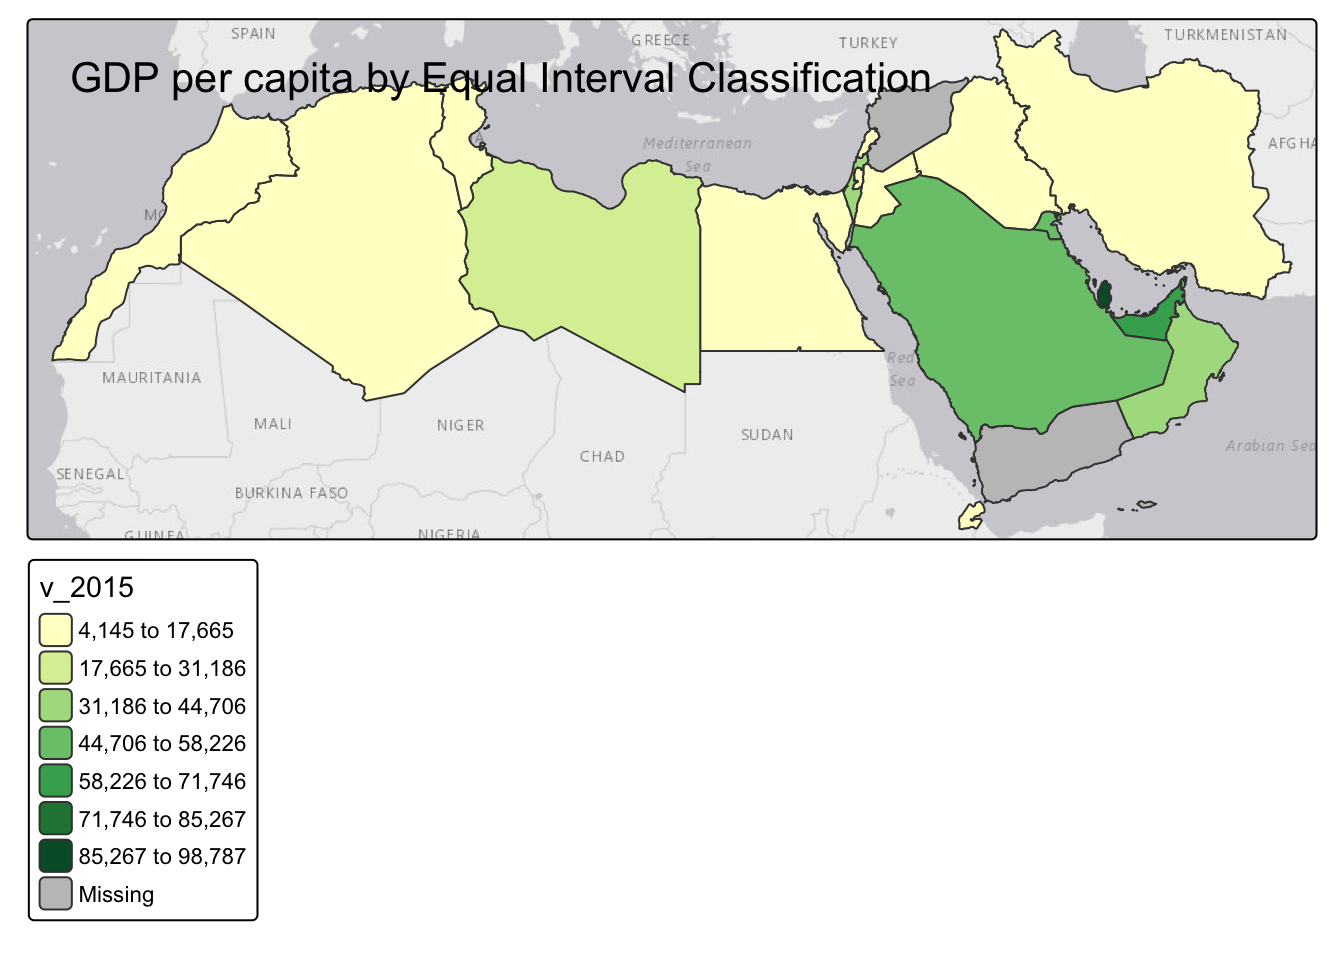 SPAIN
GREECE
TURKEY
TURKMENISTAN
GDP per capita by Equal Interval Classification
Mediterranean
Sea
AFGHA
MO
Red
Sea
MAURITANIA
MALI
NIGER
SUDAN
CHAD
Arabian Sea
SENEGAL
BURKINA FASO
GUINEA
NIGERIA
v_2015
4,145 to 17,665
17,665 to 31,186
31,186 to 44,706
44,706 to 58,226
58,226 to 71,746
71,746 to 85,267
85,267 to 98,787
Missing